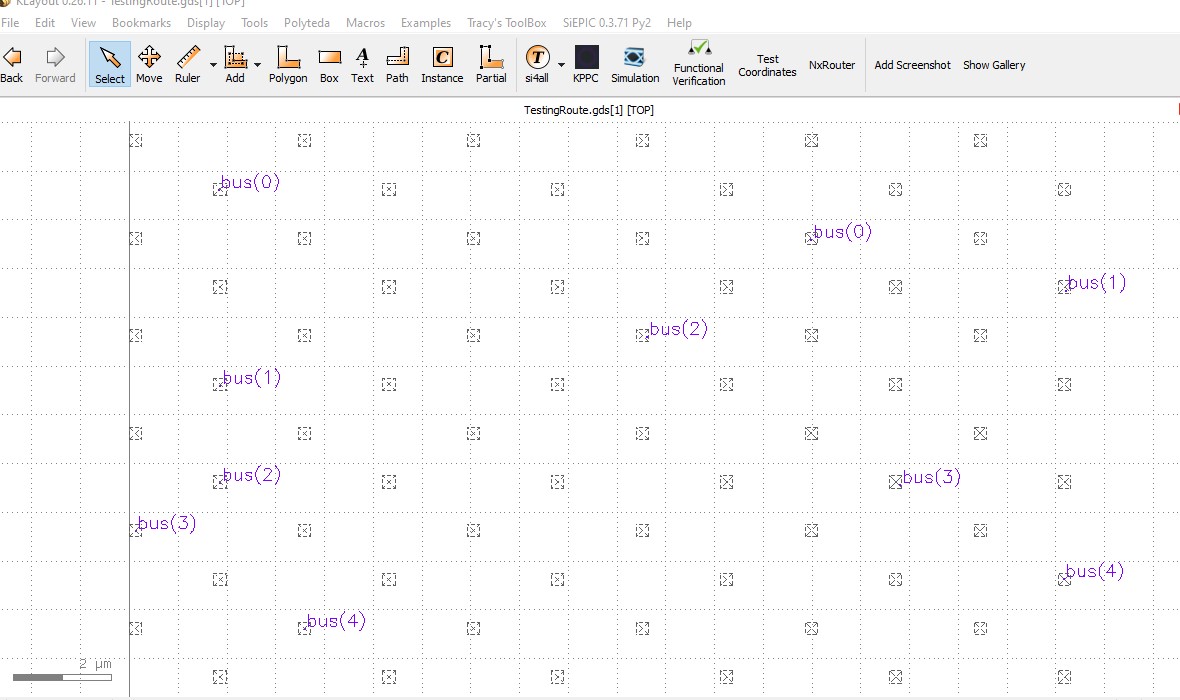 KLayout 0.26.11 - TestingRoute.gds[1] [TOP]
File Edit View Bookmarks Display Tools Polyteda Macros Examples Tracy's ToolBox SiEPIC 0.3.71 Py2 Help
Back Forward Select Move Ruler Add Polygon Box Text Path Instance Partial si4all KPPC Simulation Functional Verification Test Coordinates NxRouter Add Screenshot Show Gallery
TestingRoute.gds[1] [TOP]
bus(0)
bus(0)
bus(1)
bus(2)
bus(1)
bus(2)
bus(3)
bus(3)
bus(4)
bus(4)
2 µm